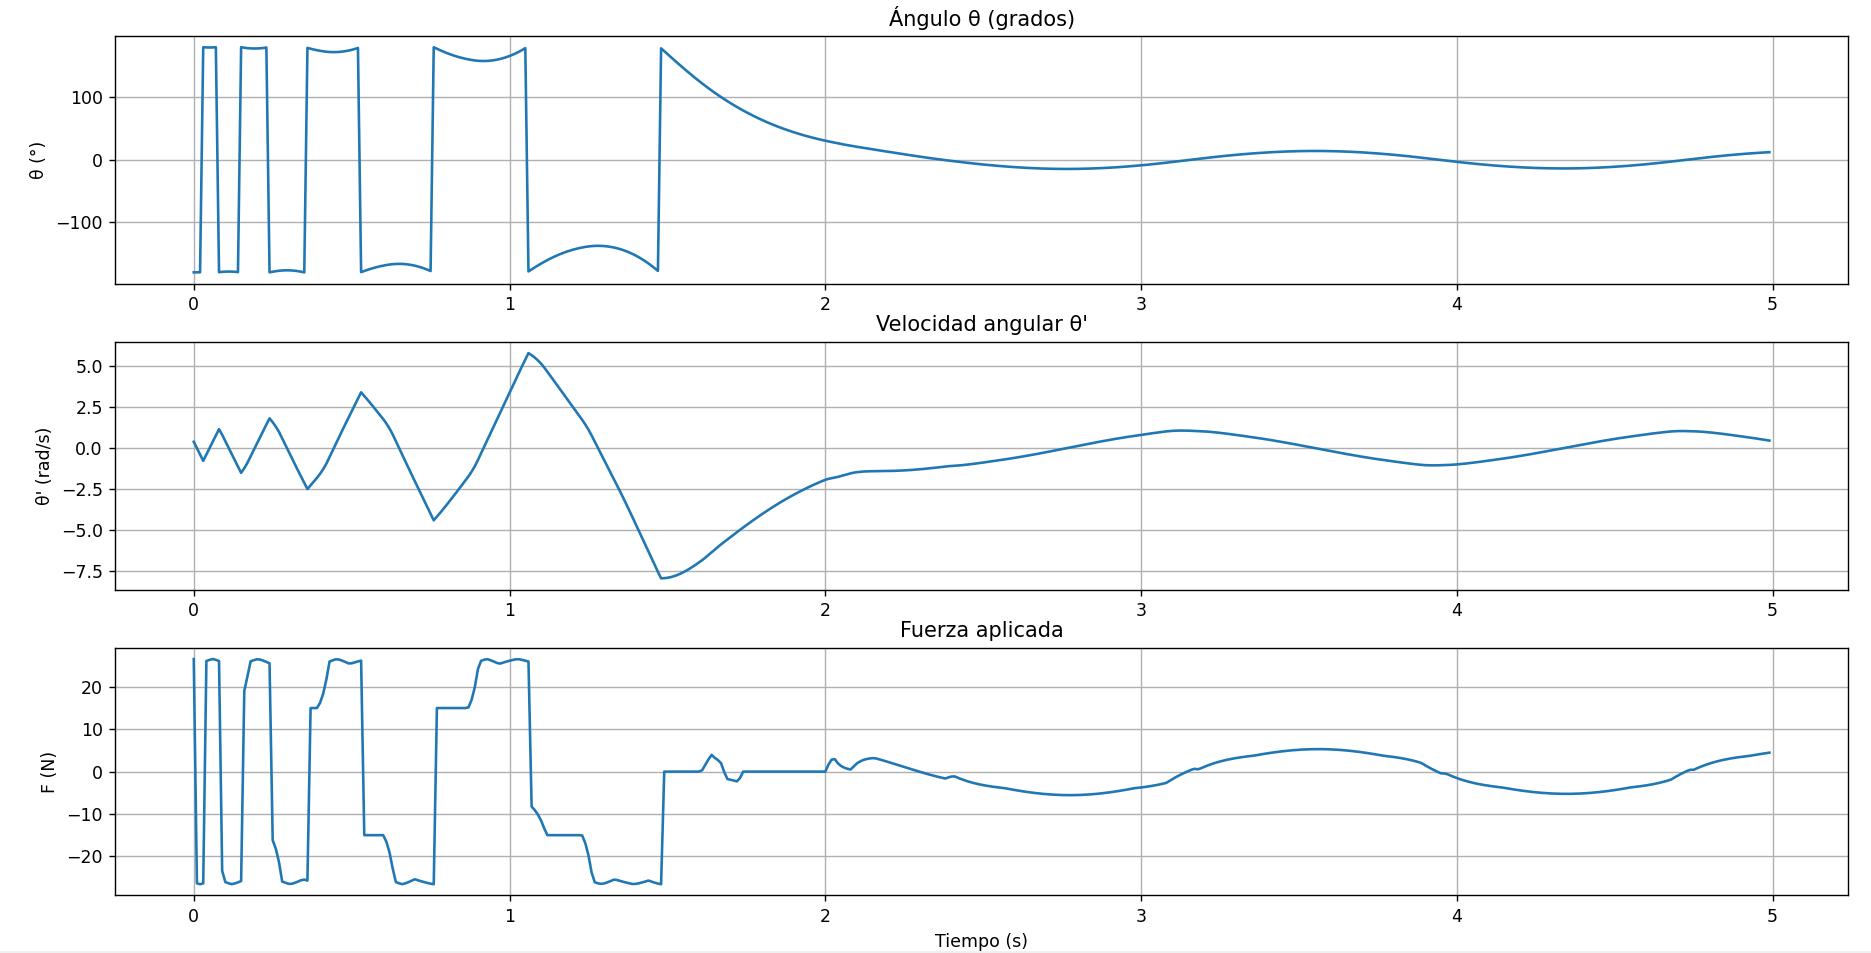 Ángulo θ (grados)
θ (°)
100
0
−100
0 1 2 3 4 5
Velocidad angular θ'
θ' (rad/s)
5.0
2.5
0.0
−2.5
−5.0
−7.5
0 1 2 3 4 5
Fuerza aplicada
F (N)
20
10
0
−10
−20
0 1 2 3 4 5
Tiempo (s)